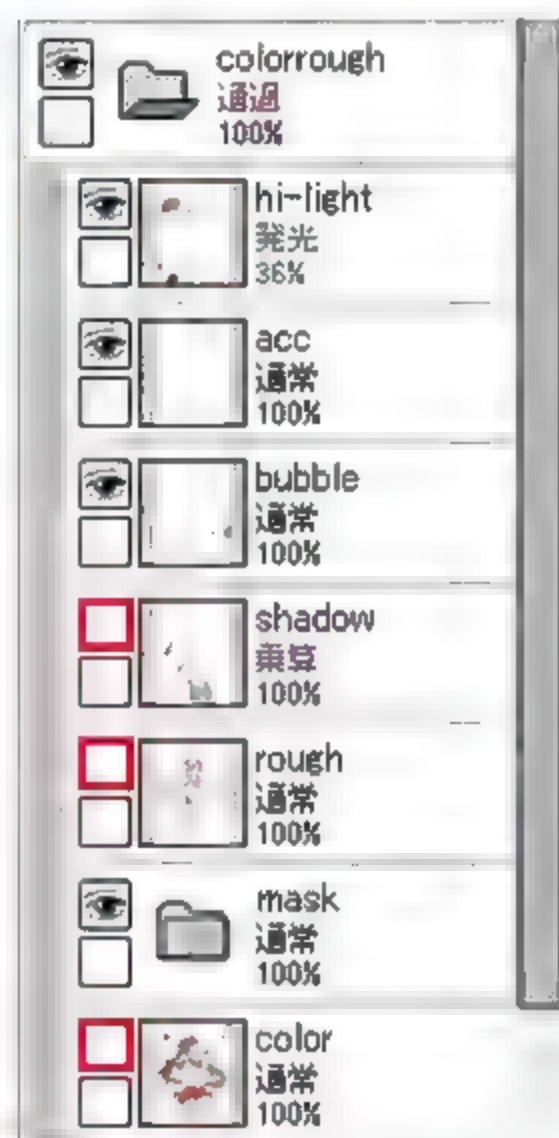 colorrough
通過
100%
hi-light
発光
36%
acc
通常
100%
bubble
通常
100%
shadow
乗算
100%
rough
通常
100%
mask
通常
100%
color
通常
100%